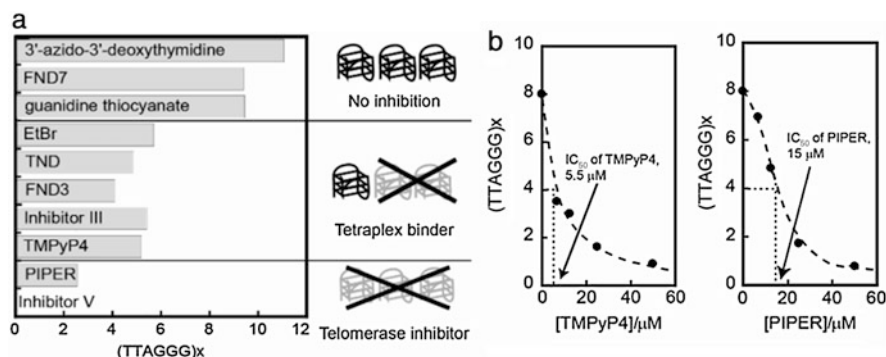 a
3'-azido-3'-deoxythymidine
FND7
guanidine thiocyanate
EtBr
TND
FND3
Inhibitor III
TMPyP4
PIPER
Inhibitor V
0 2 4 6 8 10 12
(TTAGGG)x
No inhibition
Tetraplex binder
Telomerase inhibitor
b
10
8
6
4
2
0
(TTAGGG)x
IC50 of TMPyP4,
5.5 μM
0 20 40 60
[TMPyP4]/μM
10
8
6
4
2
0
(TTAGGG)x
IC50 of PIPER,
15 μM
0 20 40 60
[PIPER]/μM